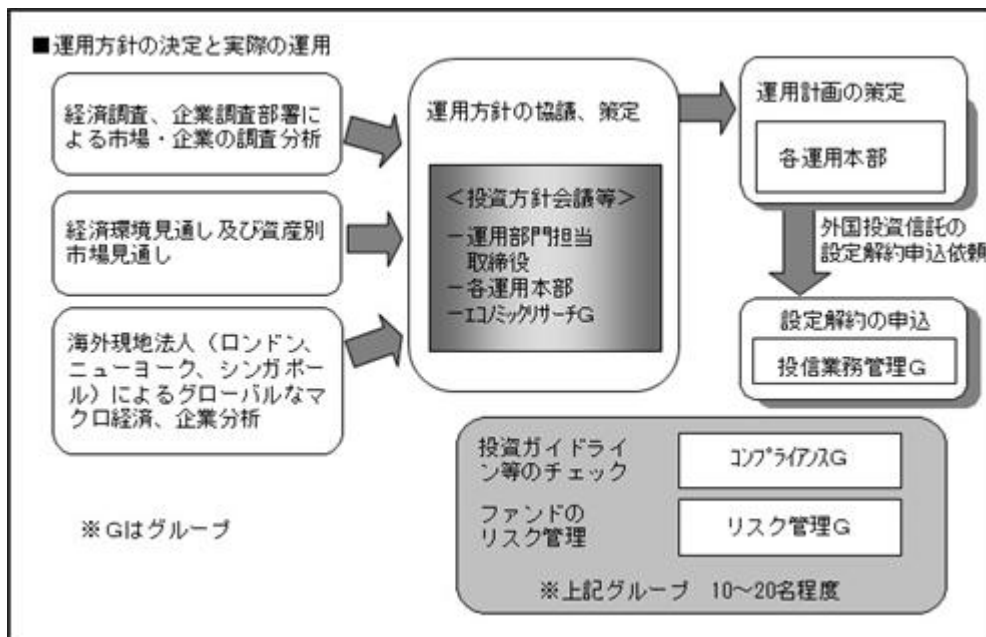 ■運用方針の決定と実際の運用
経済調査、企業調査部署に
よる市場・企業の調査分析
経済環境見通し及び資産別
市場見通し
海外現地法人（ロンドン、
ニューヨーク、シンガポー
ル）によるグローバルなマ
クロ経済、企業分析
※Gはグループ
運用方針の協議、策定
＜投資方針会議等＞
－運用部門担当
取締役
－各運用本部
－ｴｺﾉﾐｯｸﾘｻｰﾁG
運用計画の策定
各運用本部
外国投資信託の
設定解約申込依頼
設定解約の申込
投信業務管理G
投資ガイドライ
ン等のチェック
ｺﾝﾌﾟﾗｲｱﾝｽG
ファンドの
リスク管理
リスク管理G
※上記グループ 10～20名程度